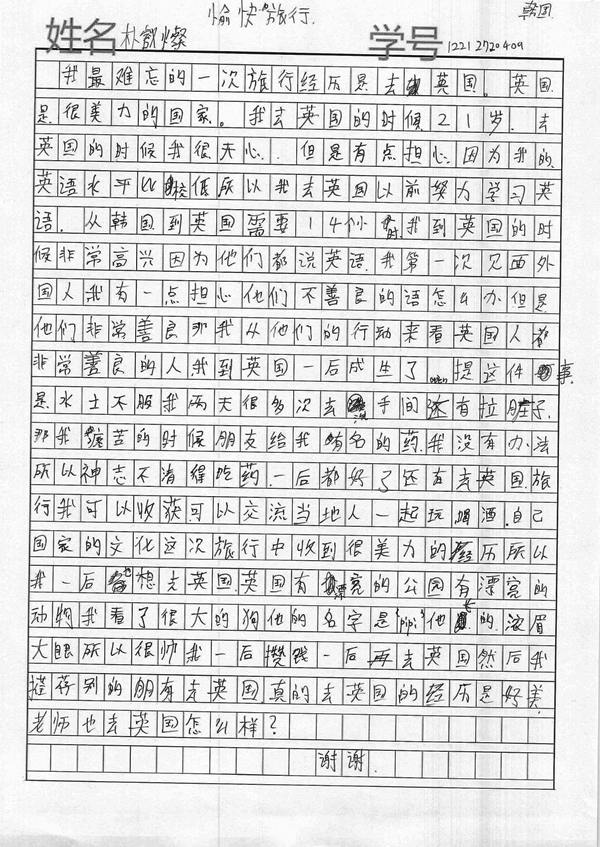 愉快的旅行. 韩国
姓名 朴 灿 学号 12212720409
我最难忘的一次旅行经历是去英国。英国
是很美力的国家。我去英国的时候21岁.去
英国的时候我很天心.但是有点担心.因为我的
英语水平比较低所以我去英国以前努力学习英
语.从韩国到英国需要14小时.我到英国的时
候非常高兴因为他们都说英语.我第一次见面外
国人我有一点担心他们不善良的话怎么办但是
他们非常善良那我从他们的行动来看英国人都
非常善良的人我到英国一后成生了 提这件事
是水土不服我两天很多次去洗手间还有拉肚子.
那我痛苦的时候朋友给我有名的药.我没有办法
所以神志不清得吃药.一后都好了还有去英国旅
行我可以收获可以交流当地人一起玩喝酒.自己
国家的文化这次旅行中收到很美力的经历所以
我一后也想去英国.英国有漂亮的公园有漂亮的
动物我看了很大的狗他的名字是"帅"他长的.浓眉
大眼所以很帅我一后攒钱一后再去英国然后我
推荐别的朋有去英国真的去英国的经历是好美.
老师也去英国怎么样?
谢谢.